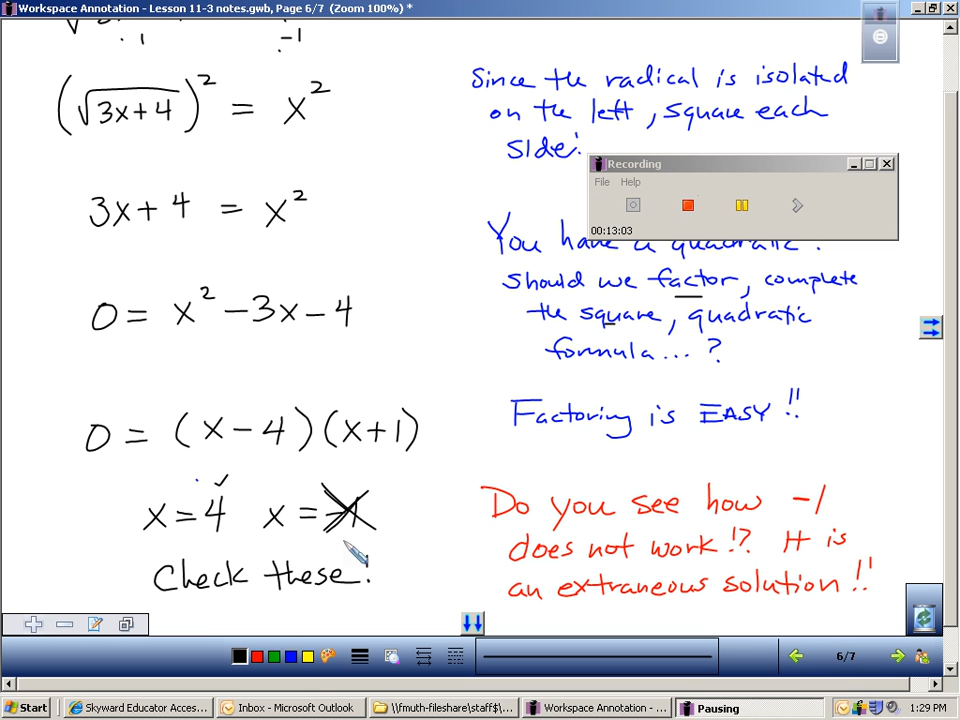 Workspace Annotation - Lesson 11-3 notes.gwb, Page 6/7 (Zoom 100%) *
1
-1
(√3x+4)² = x²
Since the radical is isolated
on the left, square each
side:
Recording
File Help
00:13:03
3x+4 = x²
You have a quadratic.
Should we factor, complete
the square, quadratic
formula...?
0 = x² -3x-4
Factoring is EASY!!
0 = (x-4)(x+1)
x=4 ✓ x=-1
Check these!
Do you see how -1
does not work!? It is
an extraneous solution!!
6/7
Start
Skyward Educator Acces...
Inbox - Microsoft Outlook
\\fmuth-fileshare\staff$\...
Workspace Annotation - ...
Pausing
1:29 PM